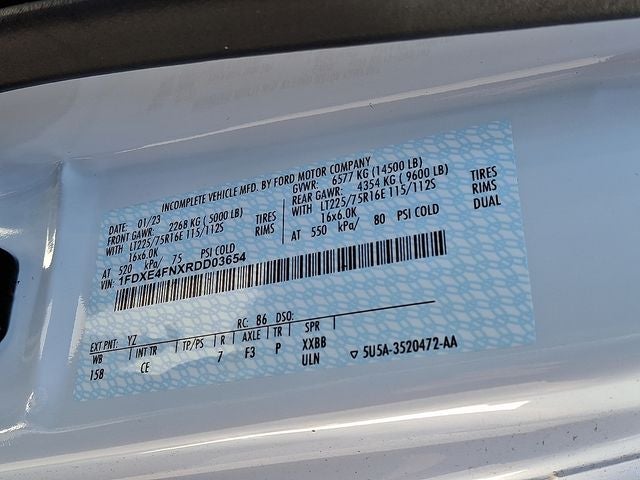 INCOMPLETE VEHICLE MFD. BY FORD MOTOR COMPANY
DATE: 01/23 GVWR: 6577 KG (14500 LB)
FRONT GAWR: 2268 KG ( 5000 LB) REAR GAWR: 4354 KG ( 9600 LB)
WITH LT225/75R16E 115/112S TIRES WITH LT225/75R16E 115/112S TIRES
16x6.0K RIMS 16x6.0K RIMS
AT 520 kPa/ 75 PSI COLD AT 550 kPa/ 80 PSI COLD DUAL
VIN: 1FDXE4FNXRDD03654
EXT PNT: YZ RC: 86 DSO:
WB INT TR TP/PS R AXLE TR SPR
158 CE 7 F3 P XXBB
ULN ▽ 5U5A-3520472-AA